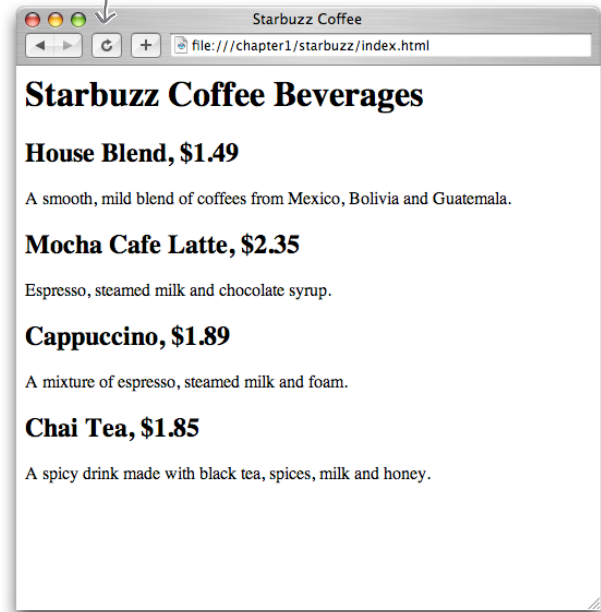 Starbuzz Coffee
file:///chapter1/starbuzz/index.html
Starbuzz Coffee Beverages
House Blend, $1.49
A smooth, mild blend of coffees from Mexico, Bolivia and Guatemala.
Mocha Cafe Latte, $2.35
Espresso, steamed milk and chocolate syrup.
Cappuccino, $1.89
A mixture of espresso, steamed milk and foam.
Chai Tea, $1.85
A spicy drink made with black tea, spices, milk and honey.